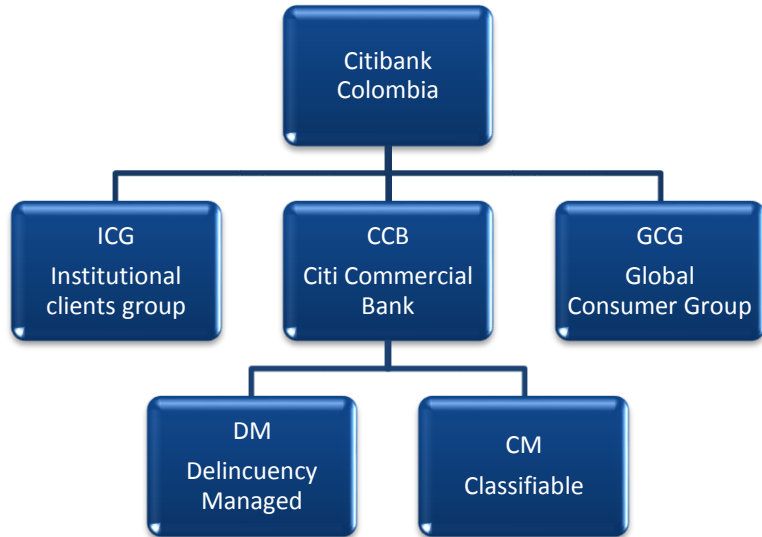 Citibank
Colombia
ICG
Institutional
clients group
CCB
Citi Commercial
Bank
GCG
Global
Consumer Group
DM
Delincuency
Managed
CM
Classifiable